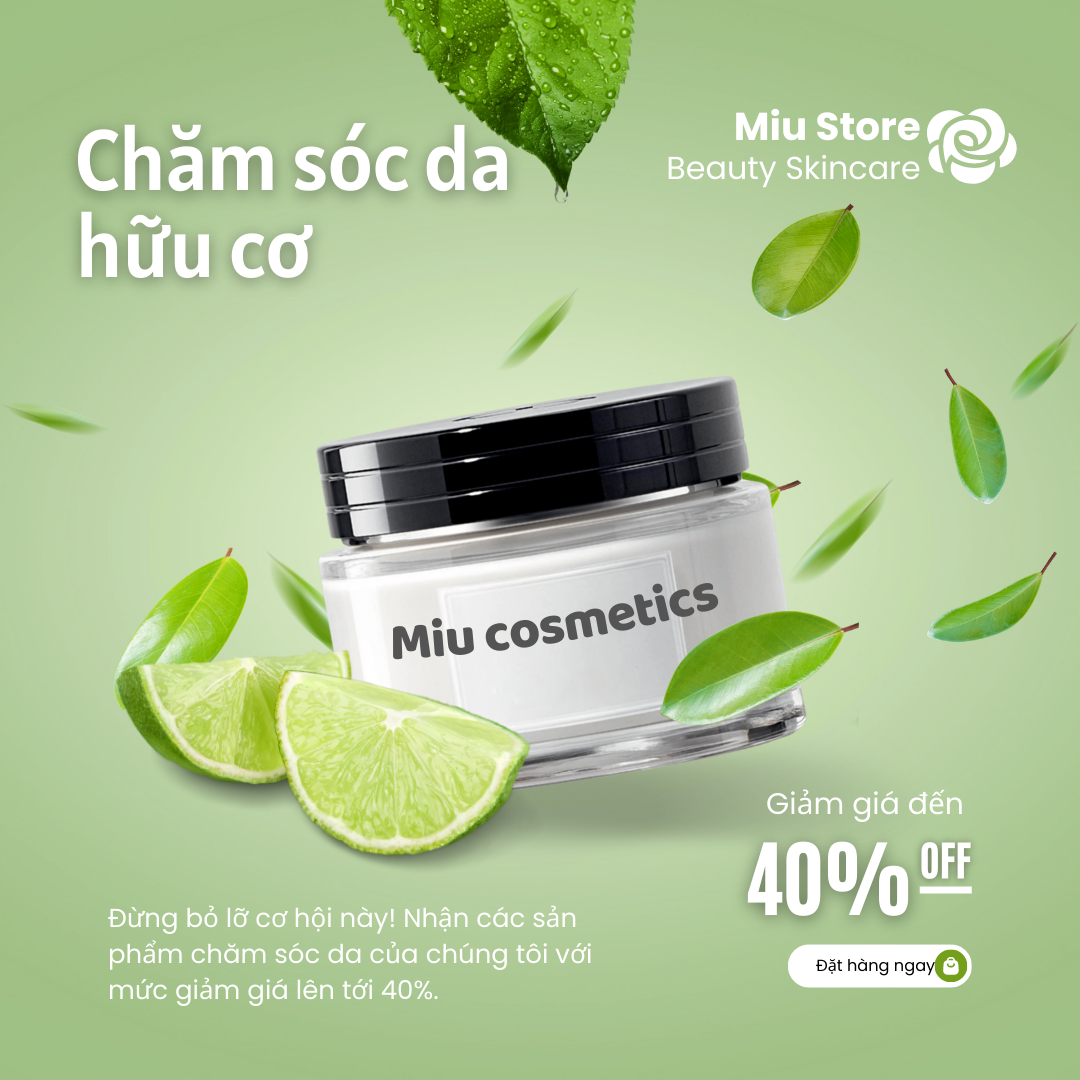 Chăm sóc da
hữu cơ
Miu Store
Beauty Skincare
Miu cosmetics
Giảm giá đến
40% OFF
Đừng bỏ lỡ cơ hội này! Nhận các sản
phẩm chăm sóc da của chúng tôi với
mức giảm giá lên tới 40%.
Đặt hàng ngay